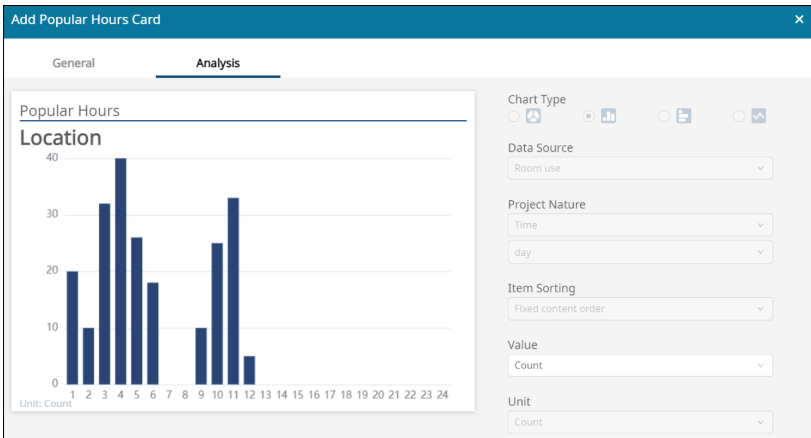 Add Popular Hours Card
General
Analysis
Popular Hours
Location
40
30
20
10
0
1 2 3 4 5 6 7 8 9 10 11 12 13 14 15 16 17 18 19 20 21 22 23 24
Unit: Count
Chart Type
Data Source
Room use
Project Nature
Time
day
Item Sorting
Fixed content order
Value
Count
Unit
Count